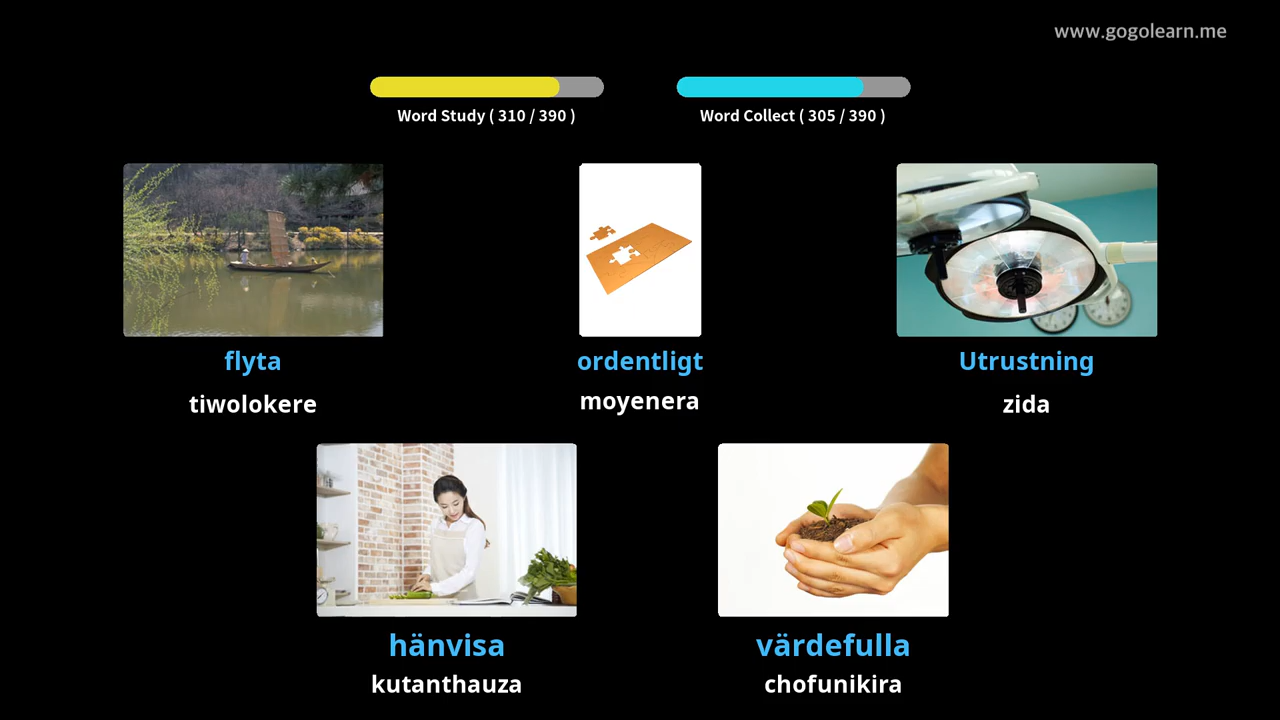 www.gogolearn.me
Word Study ( 310 / 390 )
Word Collect ( 305 / 390 )
flyta
tiwolokere
ordentligt
moyenera
Utrustning
zida
hänvisa
kutanthauza
värdefulla
chofunikira